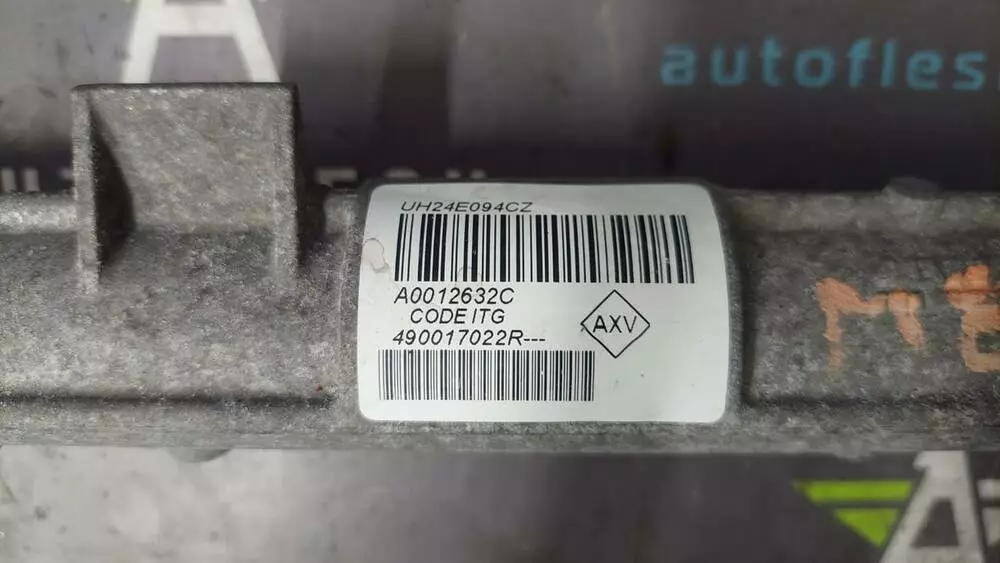 autofles
UH24E094CZ
A0012632C
CODE ITG
AXV
490017022R---